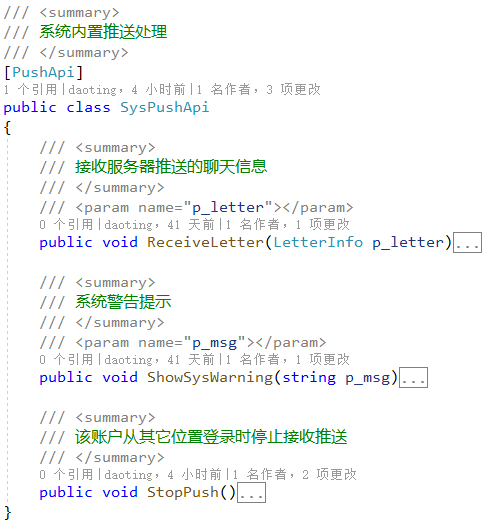 /// <summary>
/// 系统内置推送处理
/// </summary>
[PushApi]
1 个引用|daoting，4 小时前|1 名作者，3 项更改
public class SysPushApi
{
/// <summary>
/// 接收服务器推送的聊天信息
/// </summary>
/// <param name="p_letter"></param>
0 个引用|daoting，41 天前|1 名作者，1 项更改
public void ReceiveLetter(LetterInfo p_letter)...
/// <summary>
/// 系统警告提示
/// </summary>
/// <param name="p_msg"></param>
0 个引用|daoting，41 天前|1 名作者，1 项更改
public void ShowSysWarning(string p_msg)...
/// <summary>
/// 该账户从其它位置登录时停止接收推送
/// </summary>
0 个引用|daoting，4 小时前|1 名作者，2 项更改
public void StopPush()...
}